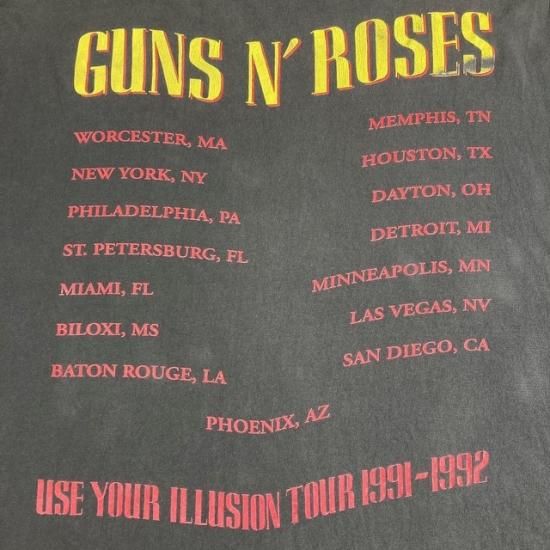 GUNS N' ROSES
WORCESTER, MA
NEW YORK, NY
PHILADELPHIA, PA
ST. PETERSBURG, FL
MIAMI, FL
BILOXI, MS
BATON ROUGE, LA
MEMPHIS, TN
HOUSTON, TX
DAYTON, OH
DETROIT, MI
MINNEAPOLIS, MN
LAS VEGAS, NV
SAN DIEGO, CA
PHOENIX, AZ
USE YOUR ILLUSION TOUR 1991-1992